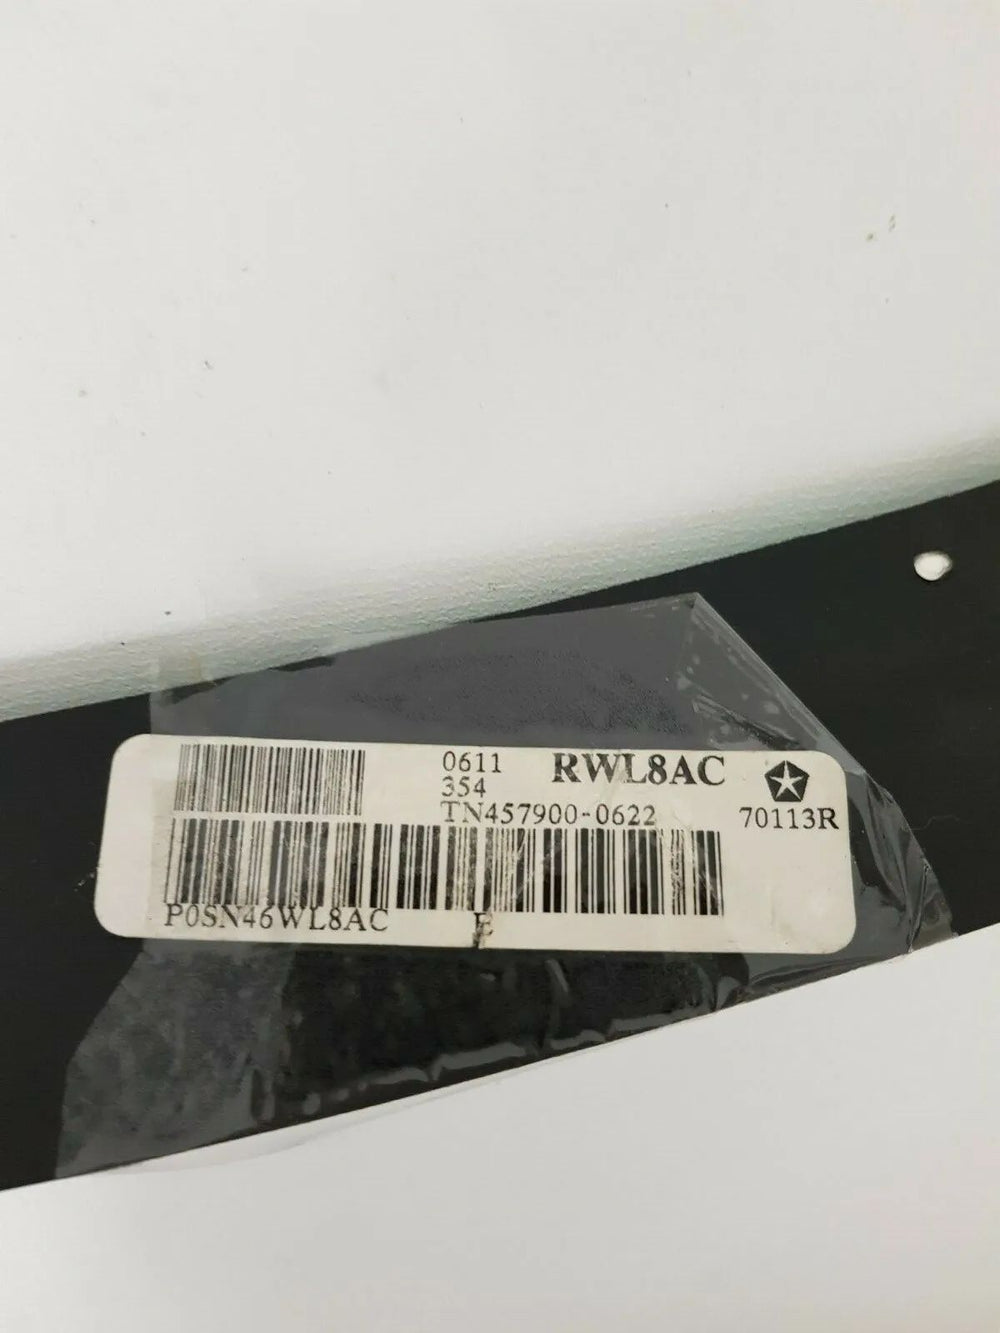 0611
RWL8AC
354
TN457900-0622
70113R
P0SN46WL8AC E